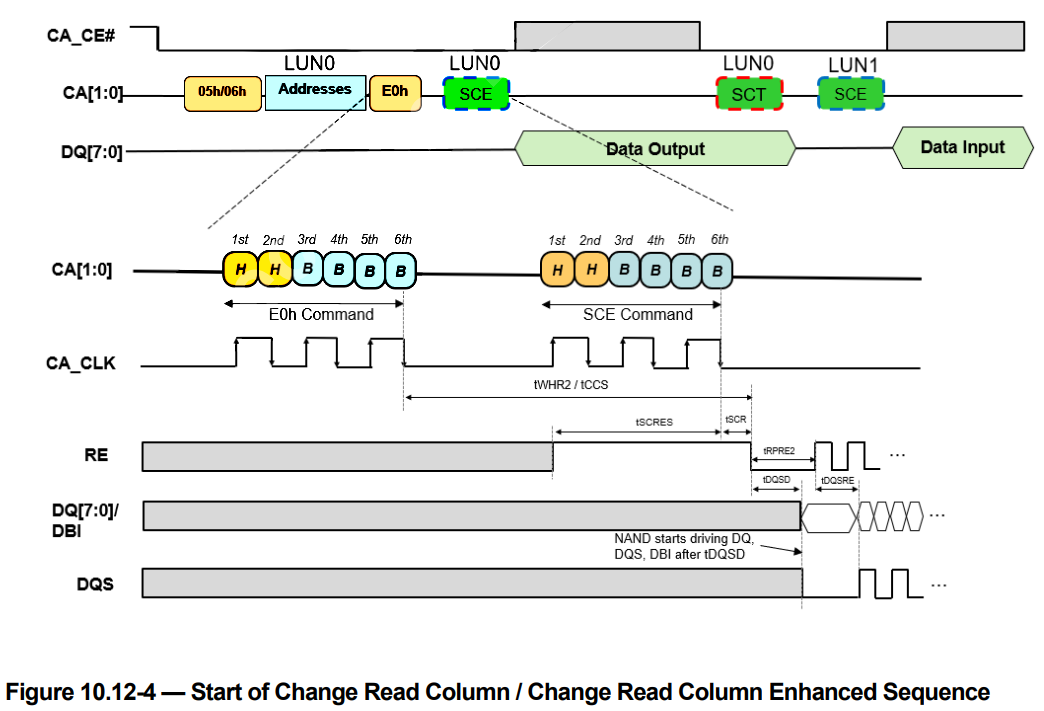 CA_CE#
LUN0 LUN0 LUN0 LUN1
CA[1:0] 05h/06h Addresses E0h SCE SCT SCE
DQ[7:0] Data Output Data Input
1st 2nd 3rd 4th 5th 6th 1st 2nd 3rd 4th 5th 6th
CA[1:0] H H B B B B H H B B B B
E0h Command SCE Command
CA_CLK
tWHR2 / tCCS
tSCRES tSCR
RE tRPRE2 ...
tDQSD tDQSRE
DQ[7:0]/
DBI ...
NAND starts driving DQ,
DQS, DBI after tDQSD
DQS ...
Figure 10.12-4 — Start of Change Read Column / Change Read Column Enhanced Sequence